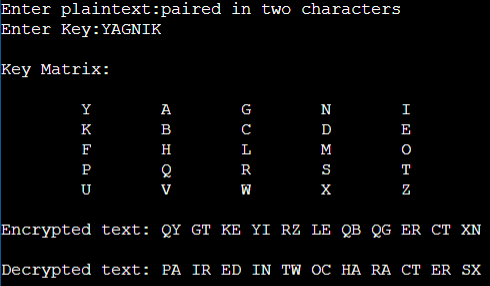 Enter plaintext:paired in two characters
Enter Key:YAGNIK
Key Matrix:
Y A G N I
K B C D E
F H L M O
P Q R S T
U V W X Z
Encrypted text: QY GT KE YI RZ LE QB QG ER CT XN
Decrypted text: PA IR ED IN TW OC HA RA CT ER SX